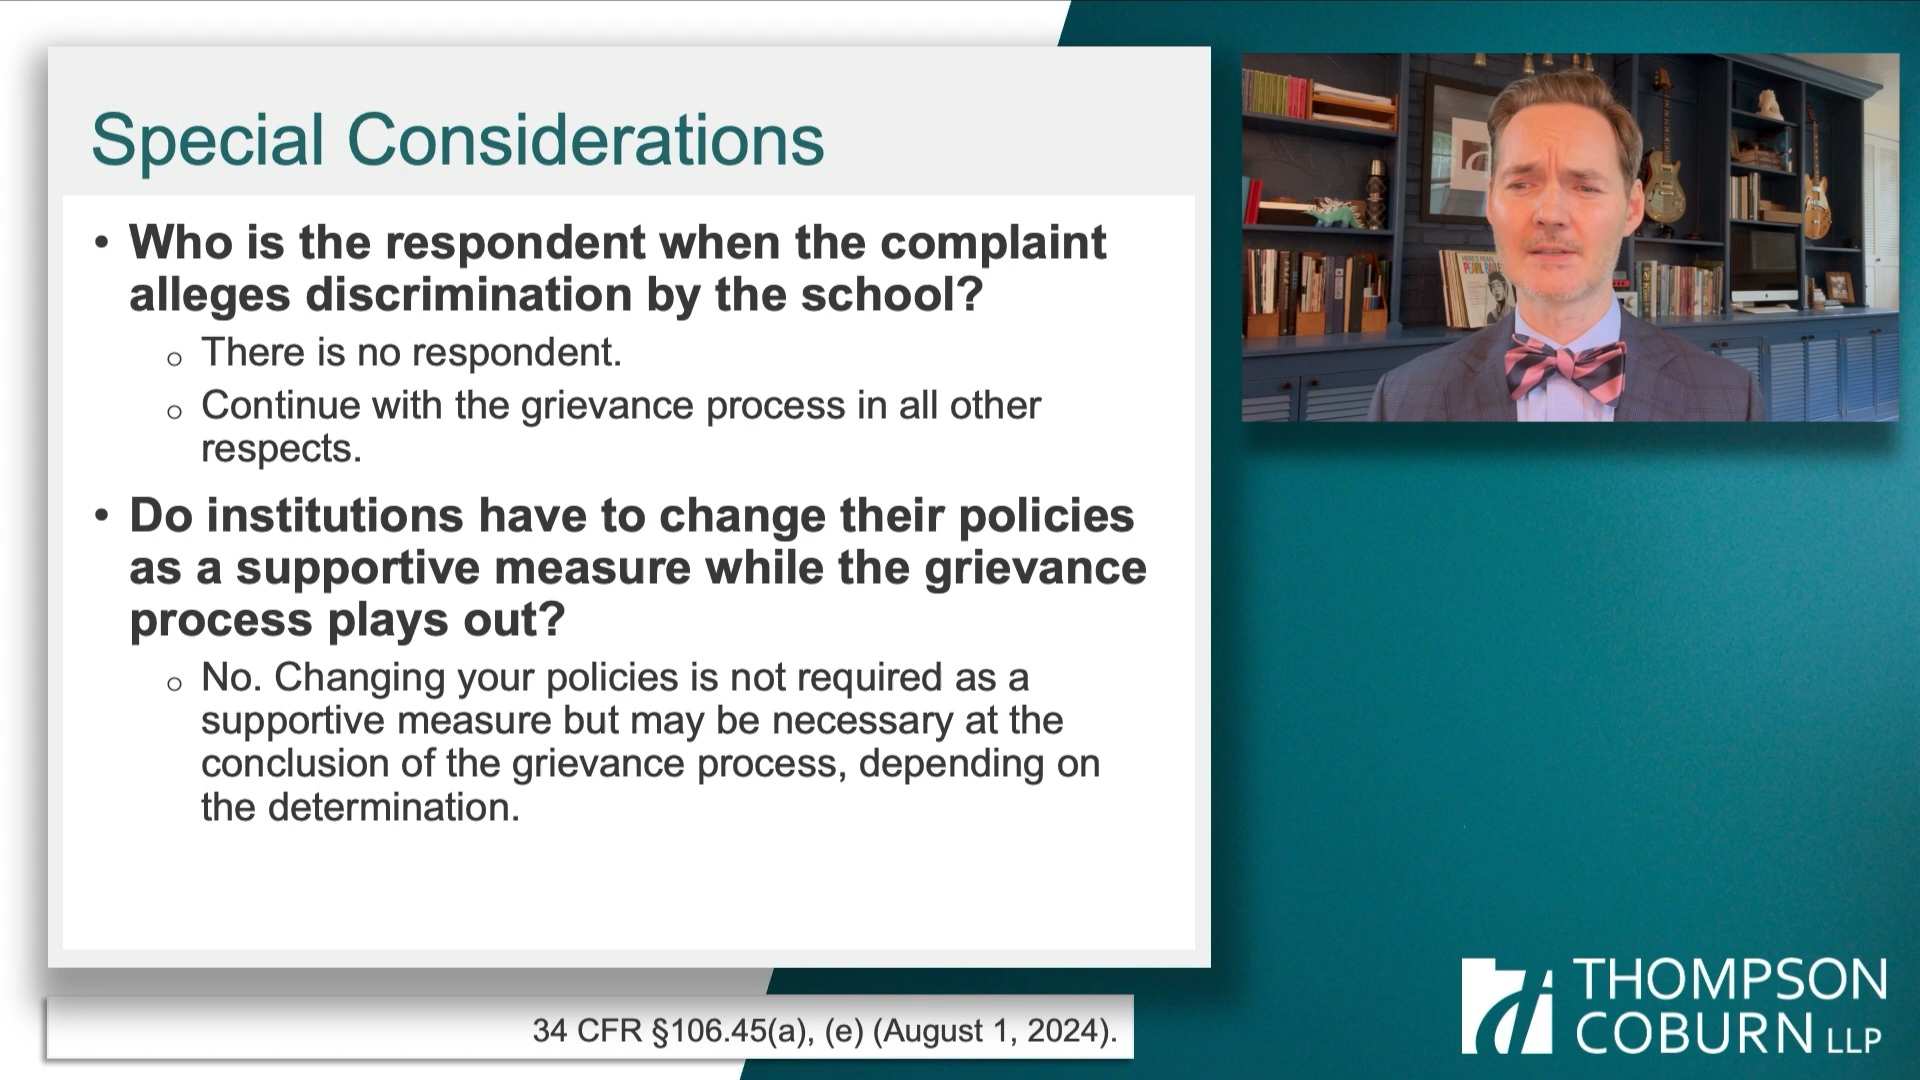 Special Considerations
• Who is the respondent when the complaint
alleges discrimination by the school?
o There is no respondent.
o Continue with the grievance process in all other
respects.
• Do institutions have to change their policies
as a supportive measure while the grievance
process plays out?
o No. Changing your policies is not required as a
supportive measure but may be necessary at the
conclusion of the grievance process, depending on
the determination.
34 CFR §106.45(a), (e) (August 1, 2024).
THOMPSON
COBURN LLP